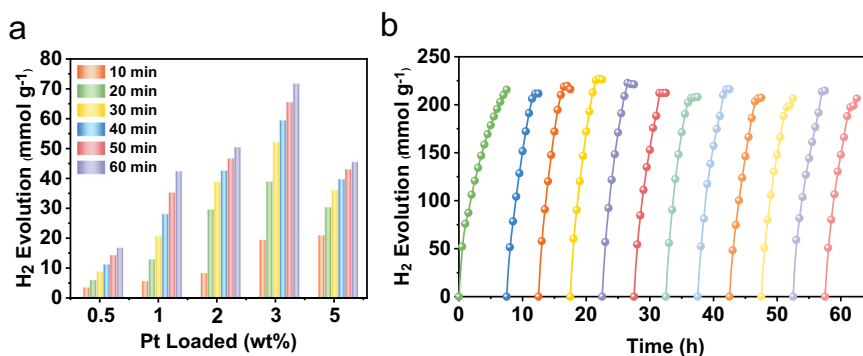 a
H₂ Evolution (mmol g⁻¹)
80
70
60
50
40
30
20
10
0
10 min
20 min
30 min
40 min
50 min
60 min
0.5 1 2 3 5
Pt Loaded (wt%)
b
H₂ Evolution (mmol g⁻¹)
250
200
150
100
50
0
0 10 20 30 40 50 60
Time (h)